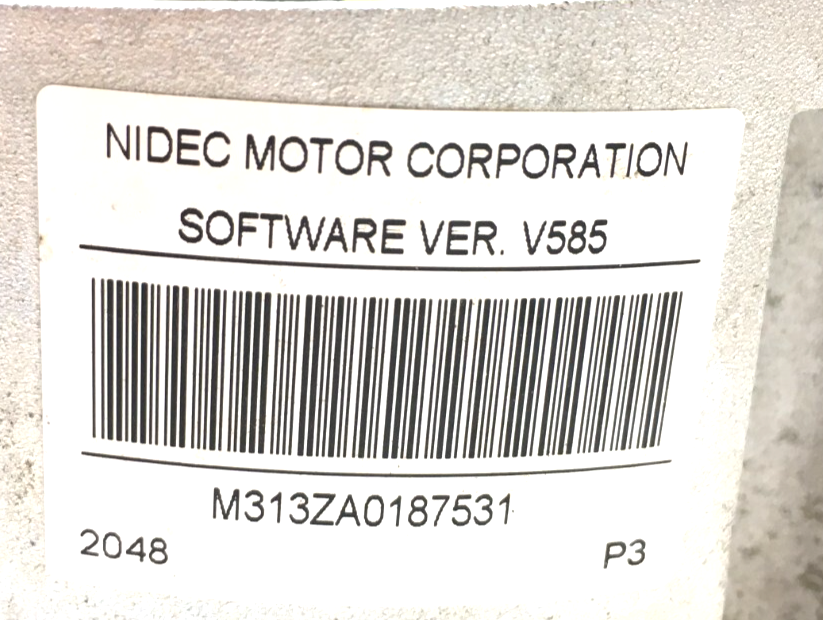 NIDEC MOTOR CORPORATION
SOFTWARE VER. V585
M313ZA0187531
2048 P3